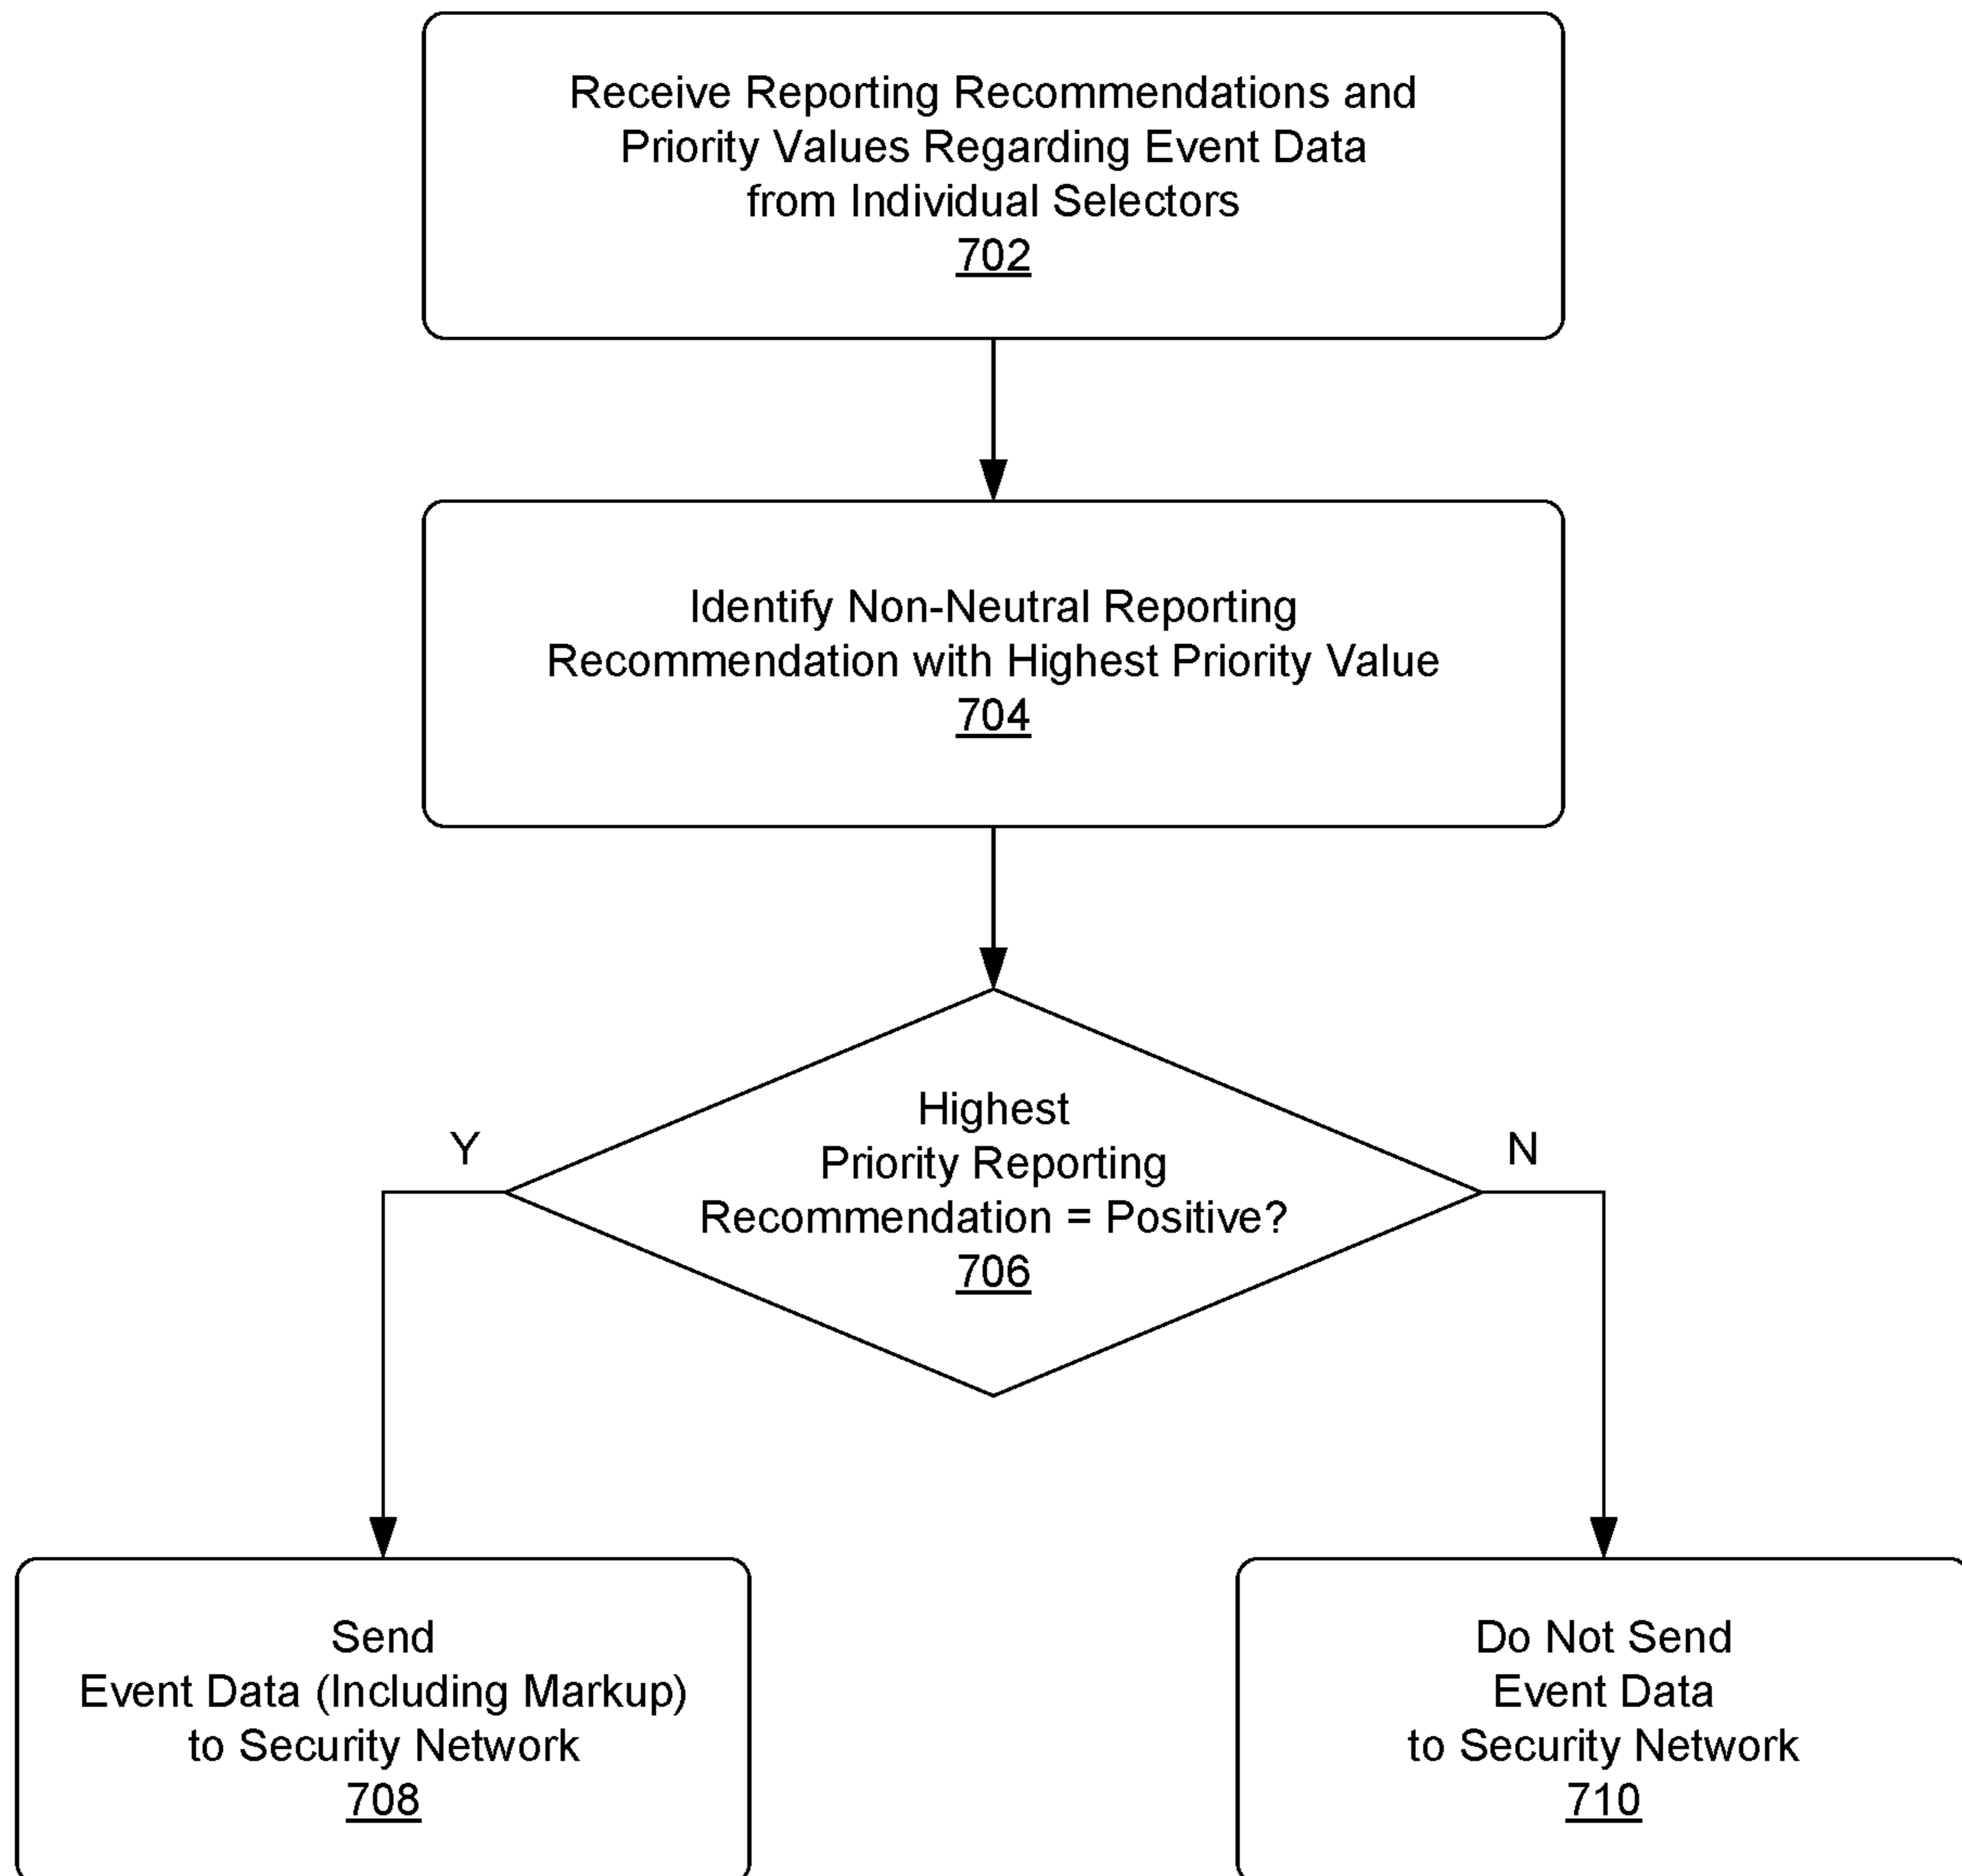 Receive Reporting Recommendations and
Priority Values Regarding Event Data
from Individual Selectors
702
Identify Non-Neutral Reporting
Recommendation with Highest Priority Value
704
Highest
Priority Reporting
Recommendation = Positive?
706
Y
N
Send
Event Data (Including Markup)
to Security Network
708
Do Not Send
Event Data
to Security Network
710